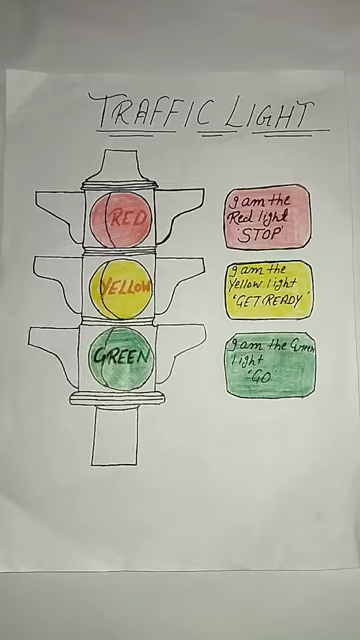 TRAFFIC LIGHT
RED
I am the
Red light
'STOP'
YELLOW
I am the
Yellow light
'GET READY'
GREEN
I am the Green
light
'GO'